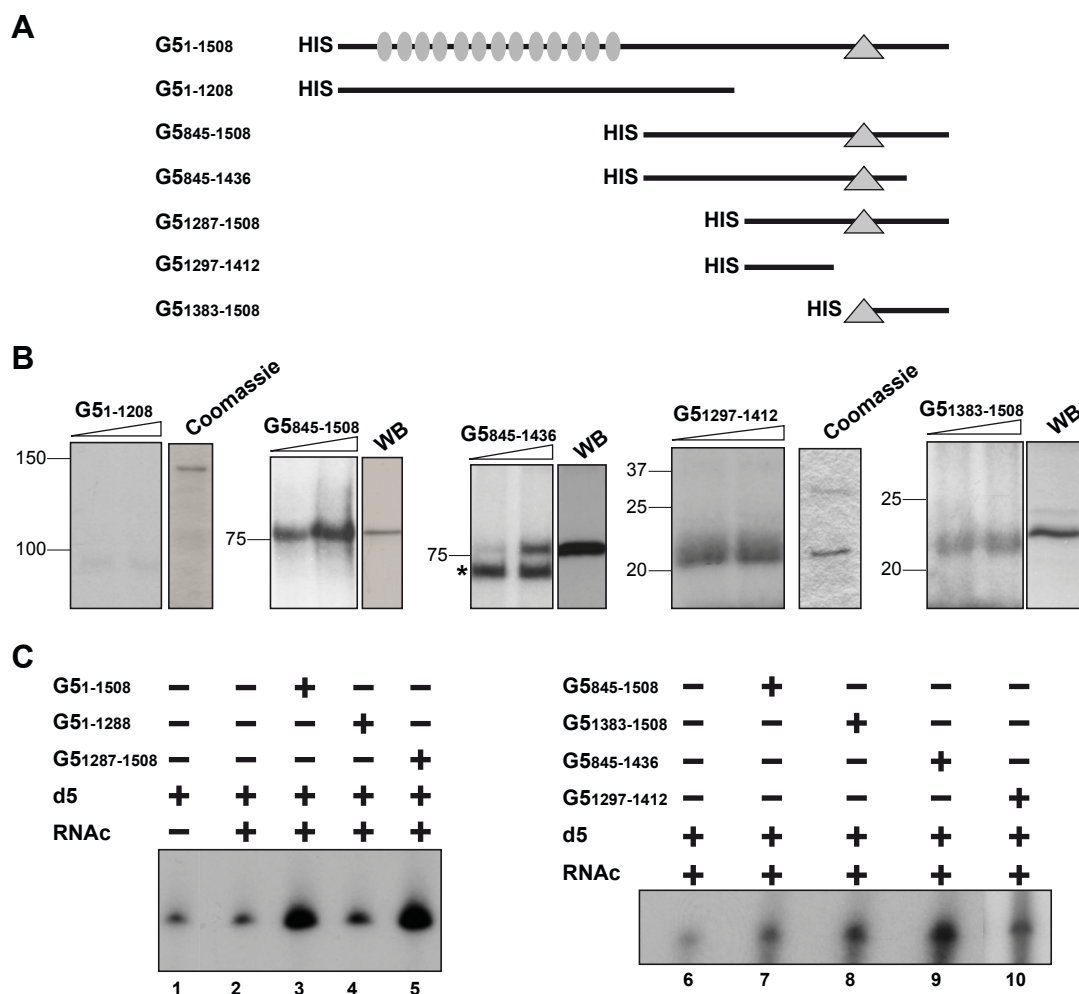 A
G51-1508 HIS
G51-1208 HIS
G5845-1508 HIS
G5845-1436 HIS
G51287-1508 HIS
G51297-1412 HIS
G51383-1508 HIS
B
G51-1208 Coomassie
150
100
G5845-1508 WB
75
G5845-1436 WB
75
*
G51297-1412 Coomassie
37
25
20
G51383-1508 WB
25
20
C
G51-1508 − − + − −
G51-1288 − − − + −
G51287-1508 − − − − +
d5 + + + + +
RNAc − + + + +
1 2 3 4 5
G5845-1508 − + − − −
G51383-1508 − − + − −
G5845-1436 − − − + −
G51297-1412 − − − − +
d5 + + + + +
RNAc + + + + +
6 7 8 9 10